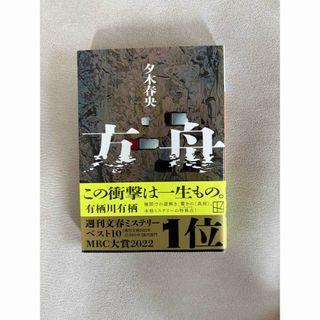 夕木春央
方舟
この衝撃は一生もの。
有栖川有栖
週刊文春ミステリー
ベスト10
MRC大賞2022
1位